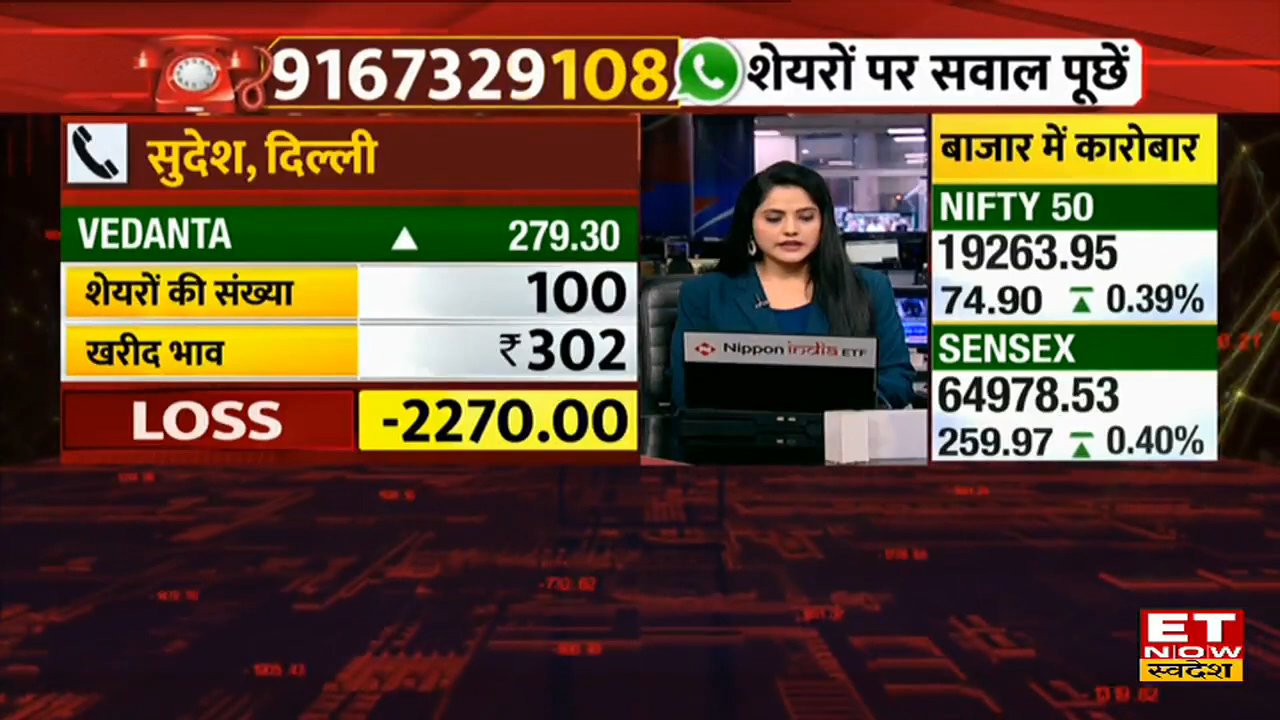 9167329108 शेयरों पर सवाल पूछें
सुदेश, दिल्ली
VEDANTA ▲ 279.30
शेयरों की संख्या 100
खरीद भाव ₹302
LOSS -2270.00
Nippon india ETF
बाजार में कारोबार
NIFTY 50
19263.95
74.90 ▲ 0.39%
SENSEX
64978.53
259.97 ▲ 0.40%
ET
NOW
स्वदेश